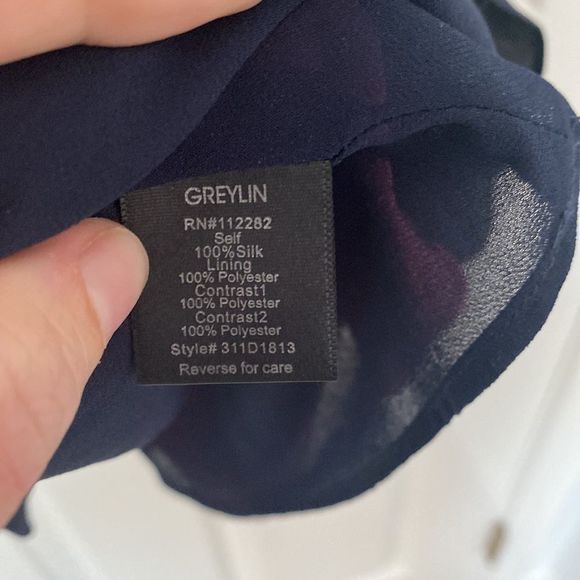 GREYLIN
RN#112282
Self
100%Silk
Lining
100% Polyester
Contrast1
100% Polyester
Contrast2
100% Polyester
Style# 311D1813
Reverse for care